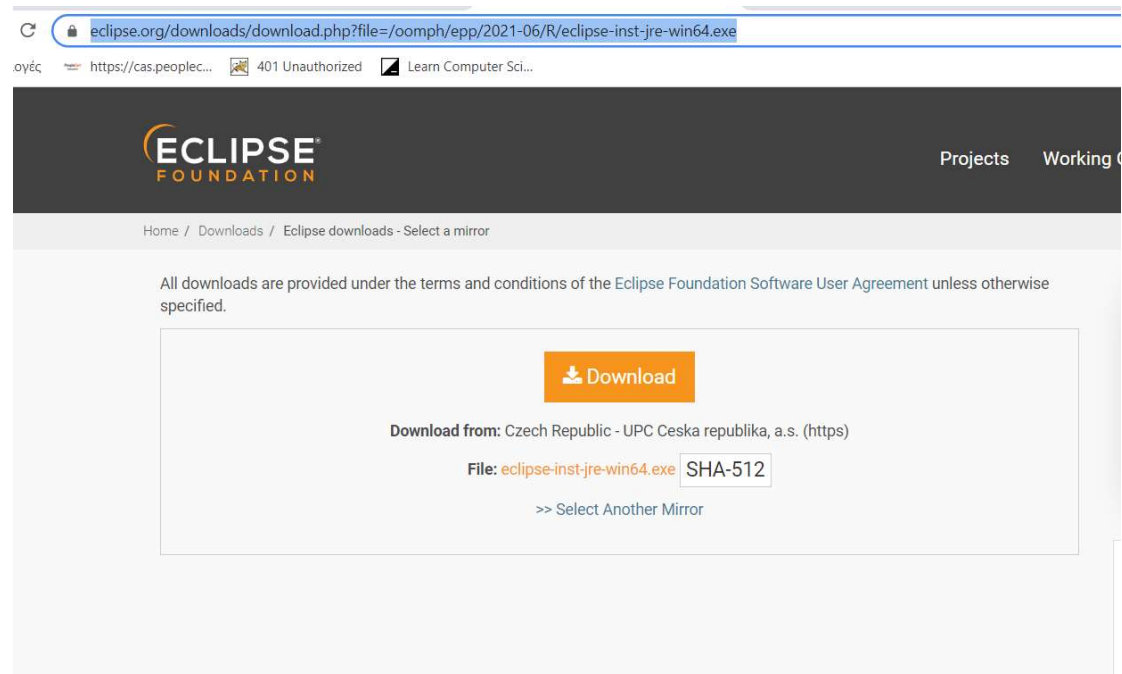 eclipse.org/downloads/download.php?file=/oomph/epp/2021-06/R/eclipse-inst-jre-win64.exe
.ογές https://cas.peoplec... 401 Unauthorized Learn Computer Sci...
ECLIPSE®
FOUNDATION
Projects Working
Home / Downloads / Eclipse downloads - Select a mirror
All downloads are provided under the terms and conditions of the Eclipse Foundation Software User Agreement unless otherwise
specified.
Download
Download from: Czech Republic - UPC Ceska republika, a.s. (https)
File: eclipse-inst-jre-win64.exe SHA-512
>> Select Another Mirror